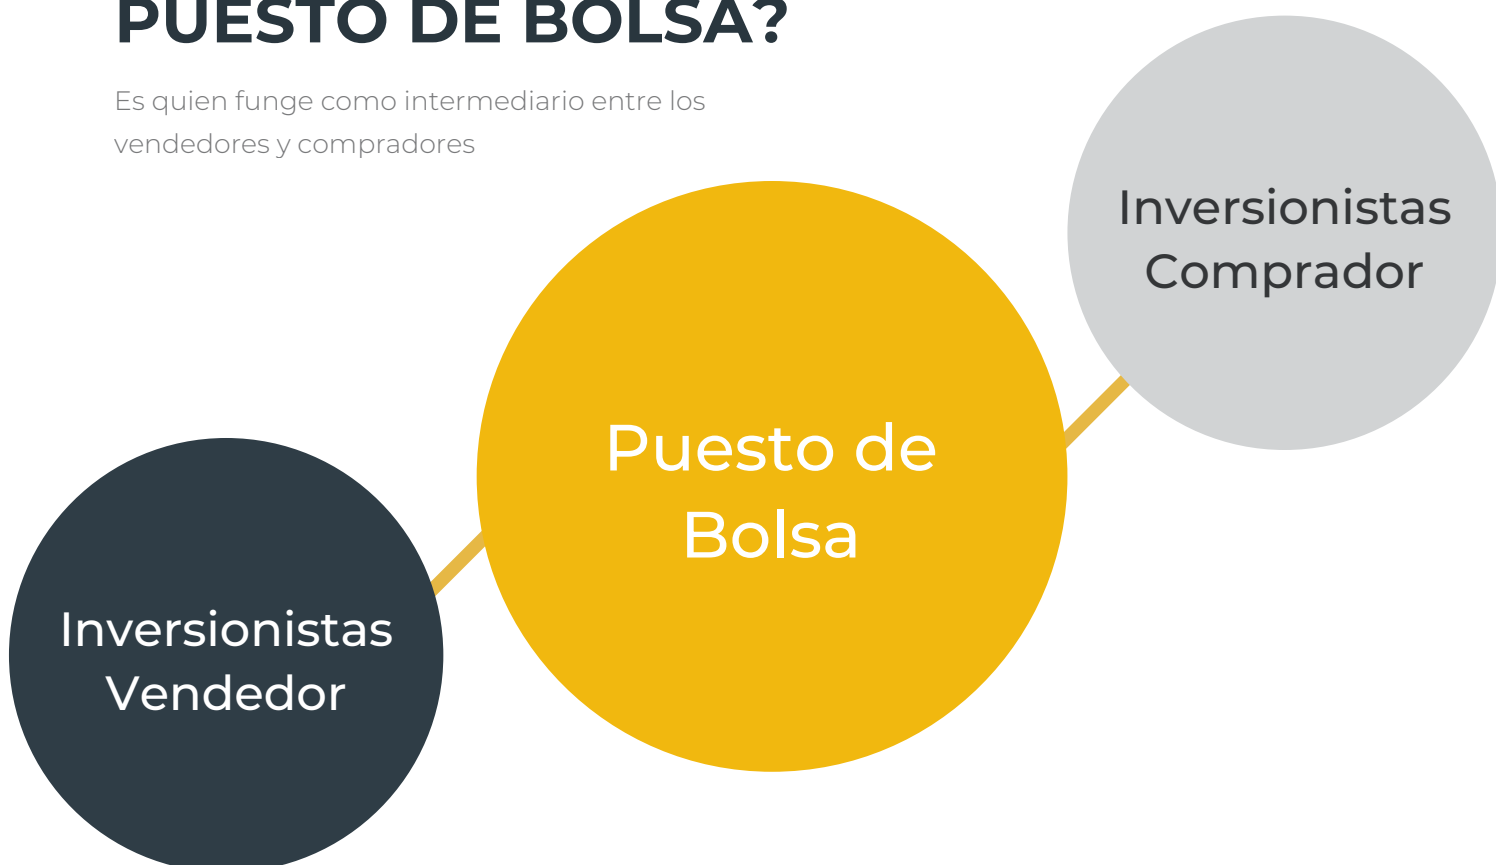 PUESTO DE BOLSA?
Es quien funge como intermediario entre los
vendedores y compradores
Inversionistas
Comprador
Puesto de
Bolsa
Inversionistas
Vendedor